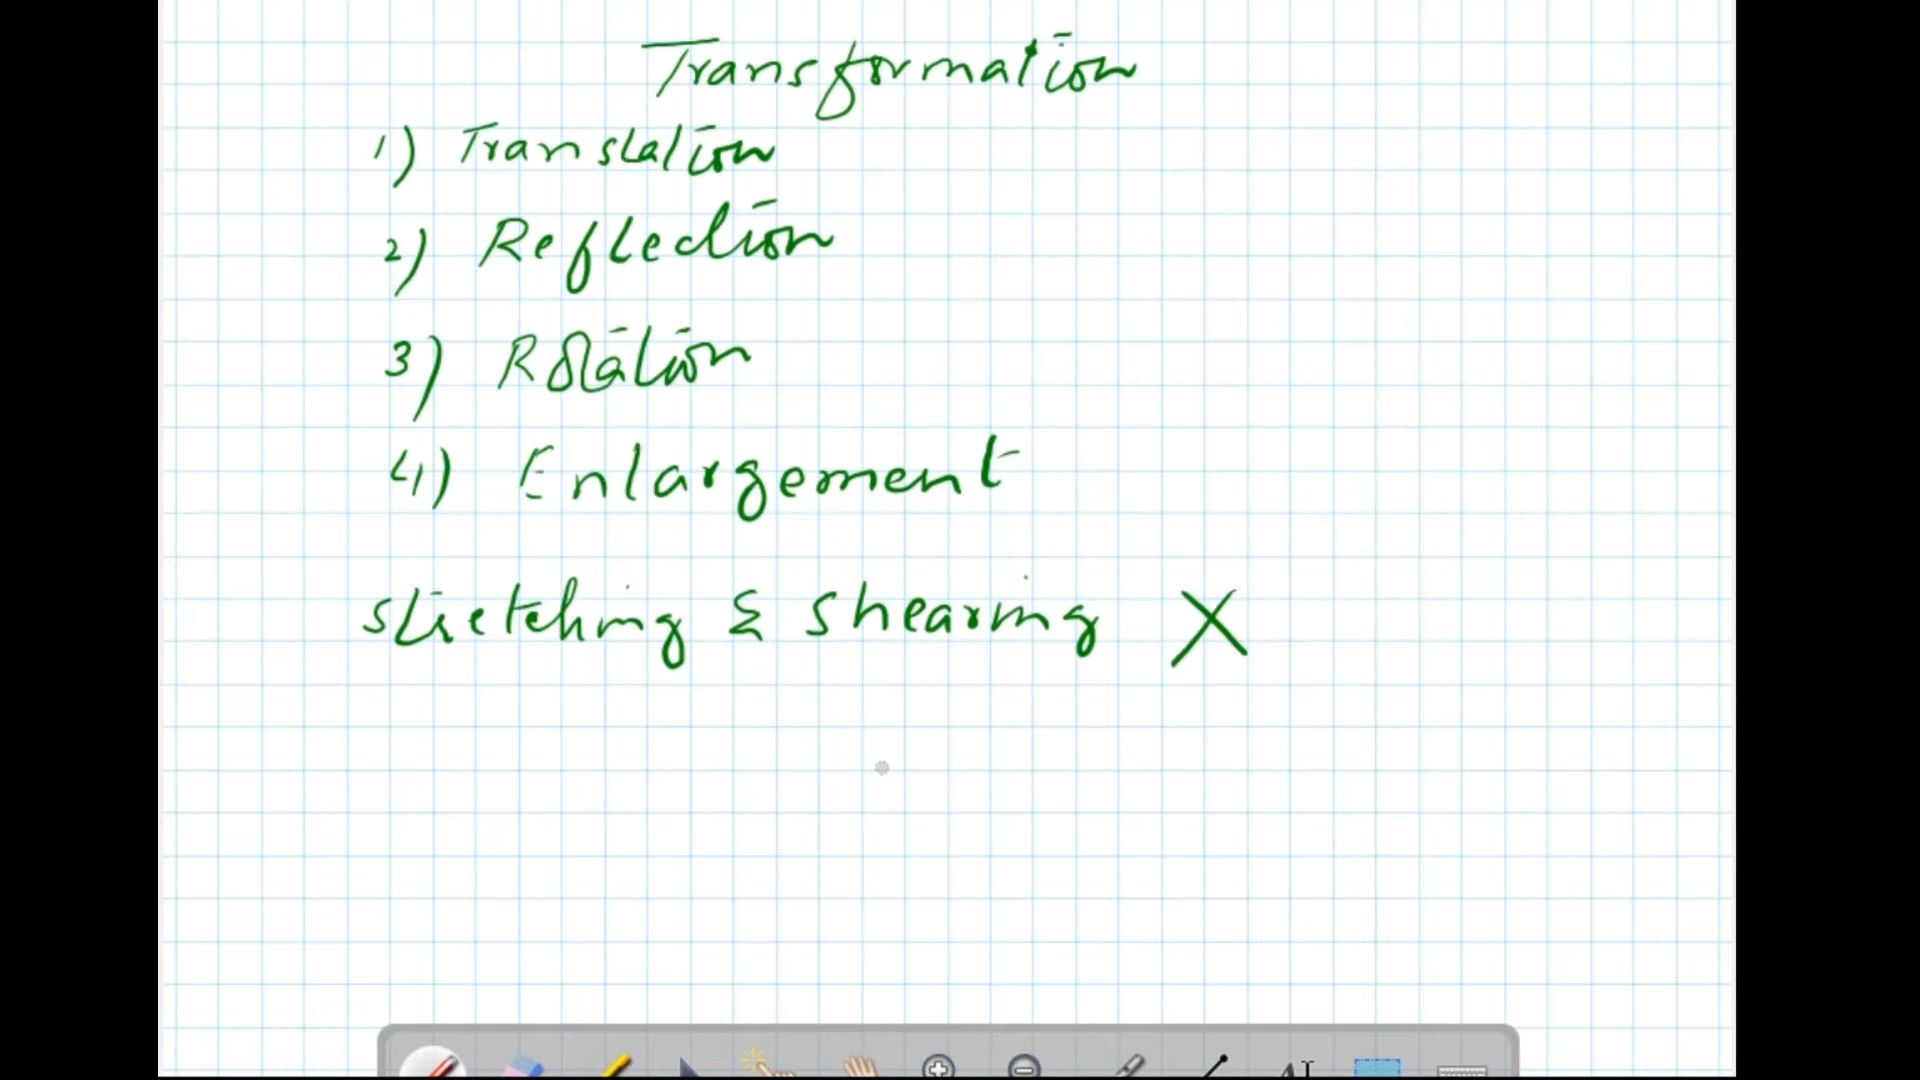 Transformation
1) Translation
2) Reflection
3) Rotation
4) Enlargement
stretching & shearing X